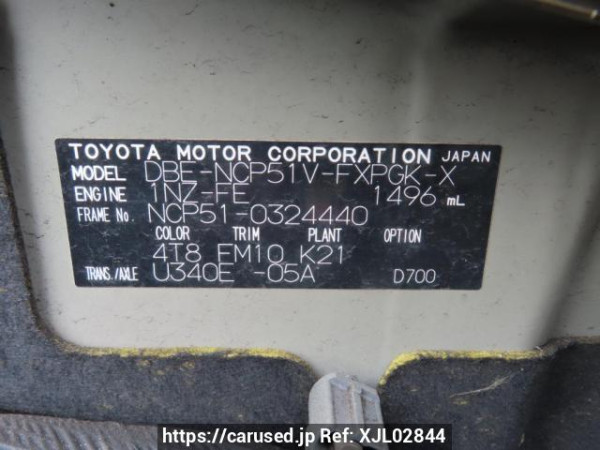 TOYOTA MOTOR CORPORATION JAPAN
MODEL DBE-NCP51V-FXPGK-X
ENGINE 1NZ-FE 1496 mL
FRAME No. NCP51-0324440
COLOR TRIM PLANT OPTION
4T8 EM10 K21
TRANS./AXLE U340E -05A D700
https://carused.jp Ref: XJL02844